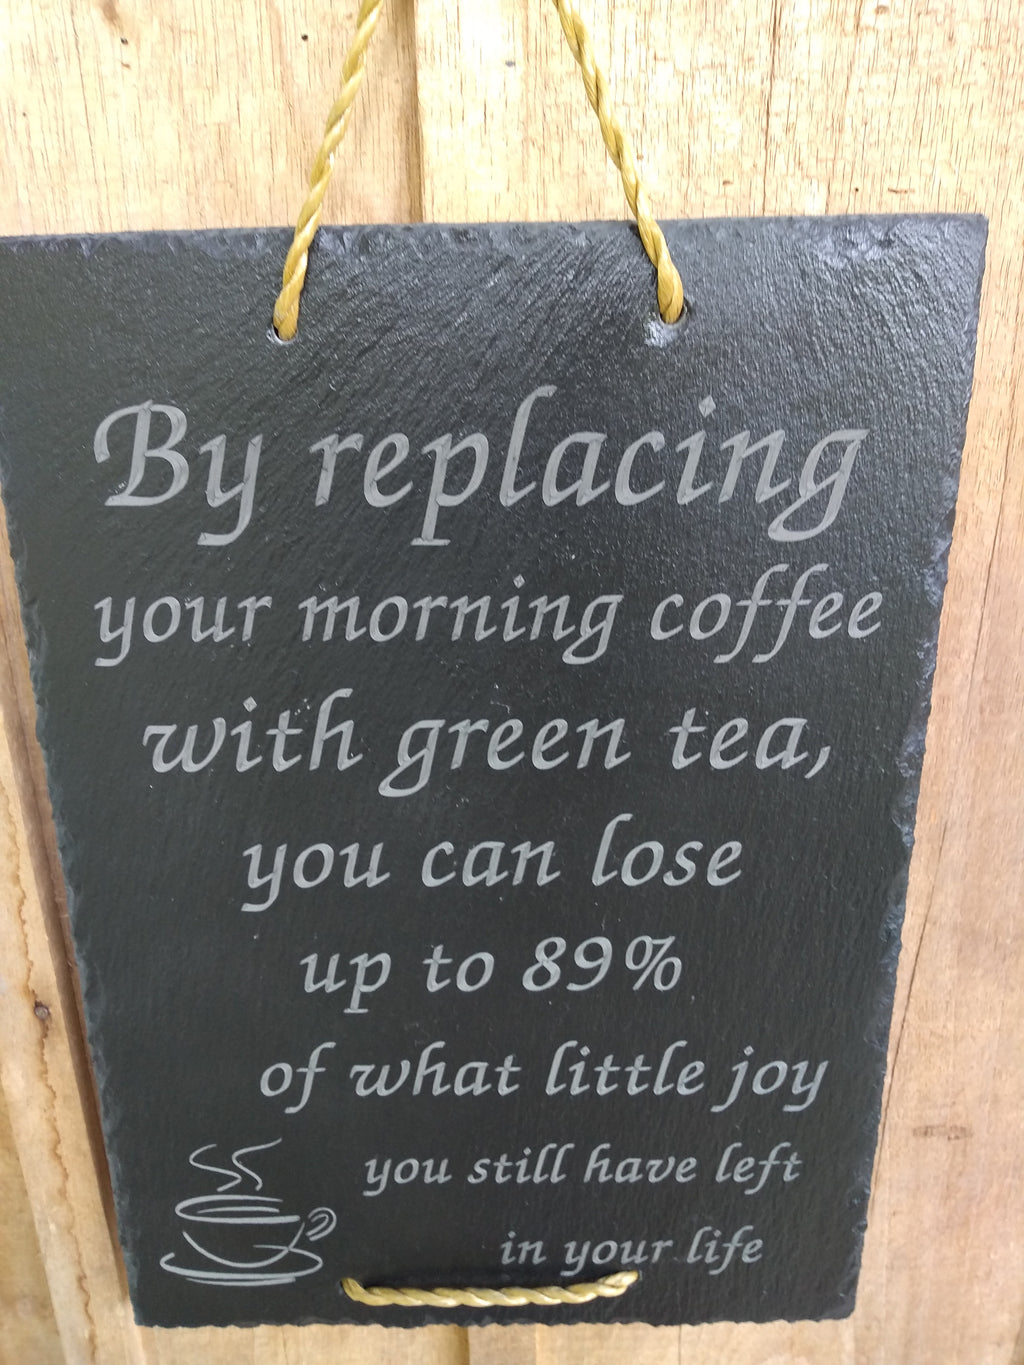 By replacing
your morning coffee
with green tea,
you can lose
up to 89%
of what little joy
you still have left
in your life